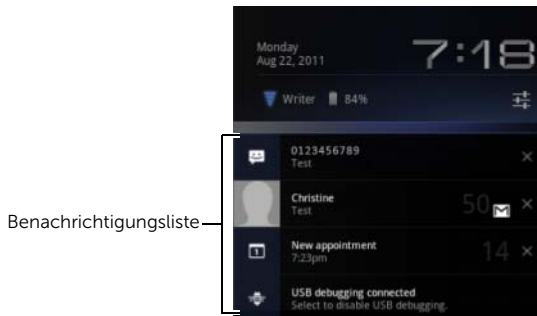 Monday
Aug 22, 2011
7:18
Writer 84%
0123456789
Test
Benachrichtigungsliste
Christine
Test
50
1
New appointment
7:23pm
14
USB debugging connected
Select to disable USB debugging.